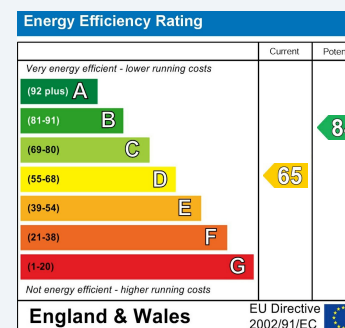 Energy Efficiency Rating
Current
Very energy efficient - lower running costs
(92 plus) A
(81-91) B
8
(69-80) C
(55-68) D
65
(39-54) E
(21-38) F
(1-20) G
Not energy efficient - higher running costs
England & Wales
EU Directive
2002/91/EC